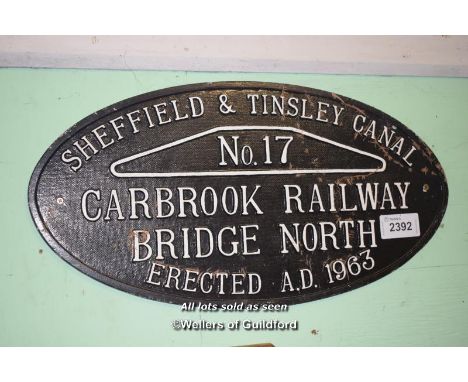 SHEFFIELD & TINSLEY CANAL
No. 17
CARBROOK RAILWAY
BRIDGE NORTH
2392
ERECTED A.D. 1963
All lots sold as seen
©Wellers of Guildford